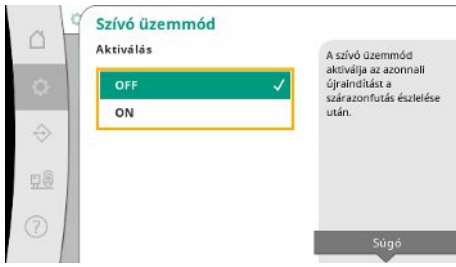 Szívó üzemmód
Aktiválás
OFF
ON
A szívó üzemmód
aktiválja az azonnali
újraindítást a
szárazonfutás észlelése
után.
Súgó